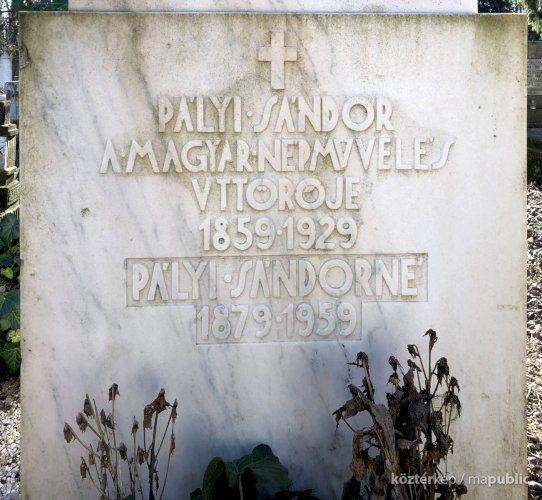 PÁLYI·SÁNDOR
A MAGYAR NÉPMŰVELÉS
ÚTTÖRŐJE
1859·1929
PÁLYI·SÁNDORNÉ
1879·1959
köztérkép / mapublic